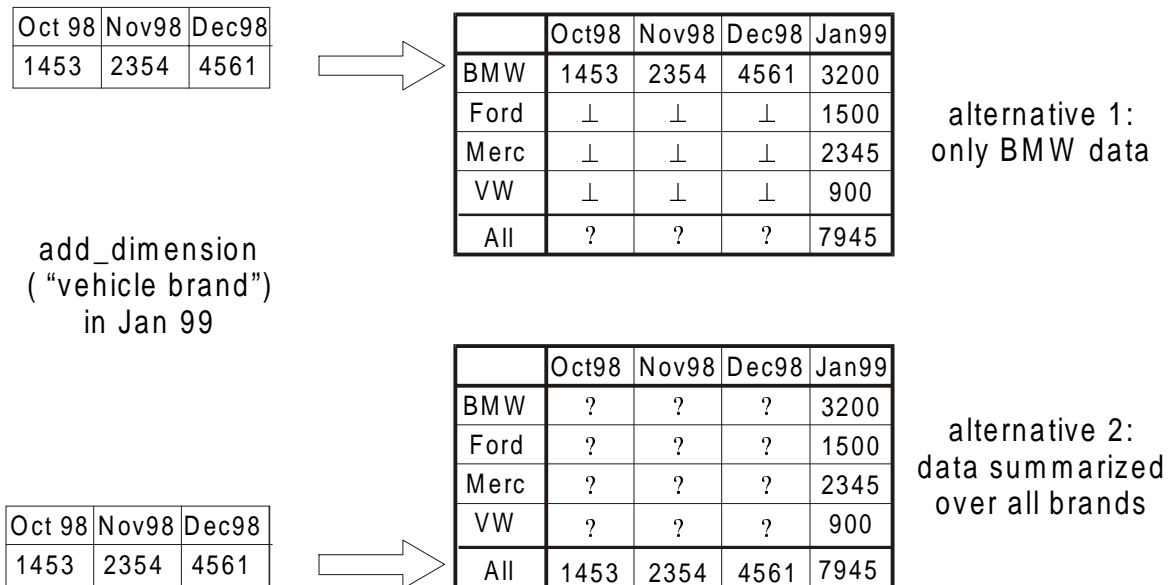 Oct 98 Nov98 Dec98
1453 2354 4561
Oct98 Nov98 Dec98 Jan99
BMW 1453 2354 4561 3200
Ford ⊥ ⊥ ⊥ 1500
Merc ⊥ ⊥ ⊥ 2345
VW ⊥ ⊥ ⊥ 900
All ? ? ? 7945
alternative 1:
only BMW data
add_dimension
( “vehicle brand”)
in Jan 99
Oct98 Nov98 Dec98 Jan99
BMW ? ? ? 3200
Ford ? ? ? 1500
Merc ? ? ? 2345
VW ? ? ? 900
All 1453 2354 4561 7945
alternative 2:
data summarized
over all brands
Oct 98 Nov98 Dec98
1453 2354 4561